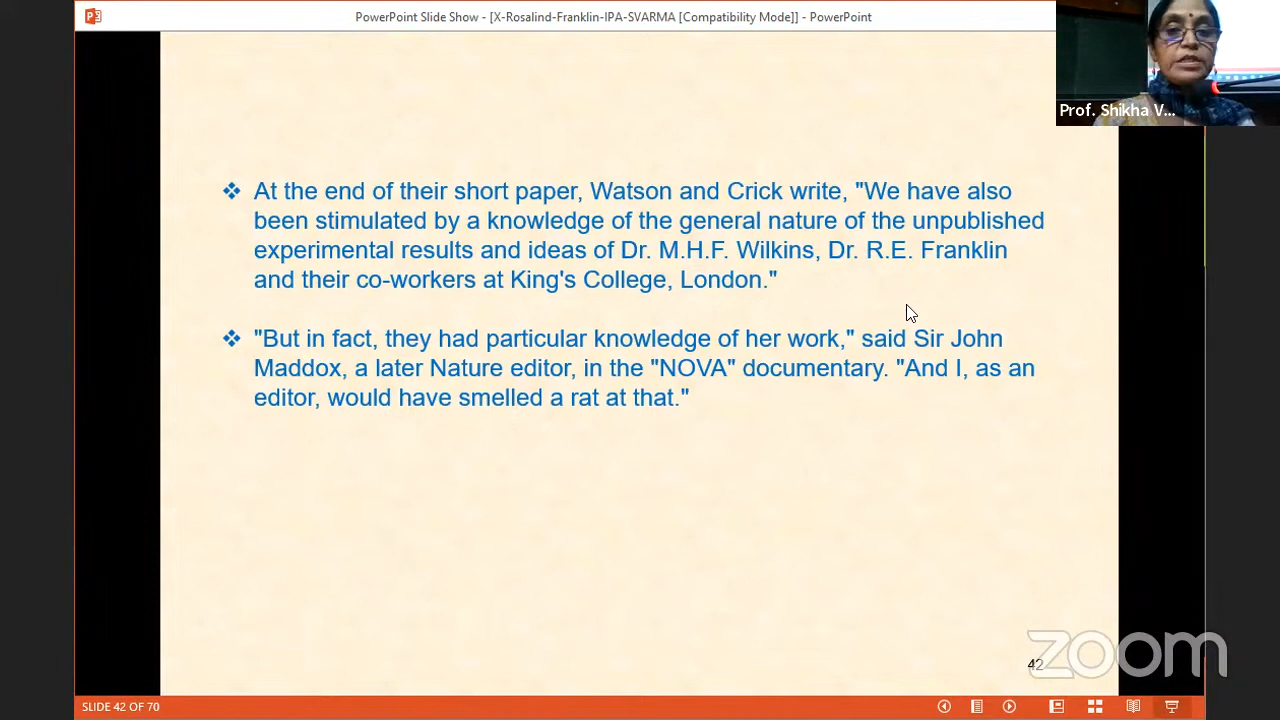 PowerPoint Slide Show - [X-Rosalind-Franklin-IPA-SVARMA [Compatibility Mode]] - PowerPoint
Prof. Shikha V...
❖ At the end of their short paper, Watson and Crick write, "We have also
been stimulated by a knowledge of the general nature of the unpublished
experimental results and ideas of Dr. M.H.F. Wilkins, Dr. R.E. Franklin
and their co-workers at King's College, London."
❖ "But in fact, they had particular knowledge of her work," said Sir John
Maddox, a later Nature editor, in the "NOVA" documentary. "And I, as an
editor, would have smelled a rat at that."
42
zoom
SLIDE 42 OF 70